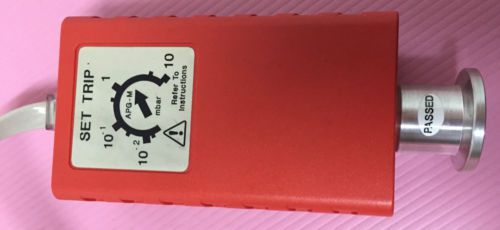 SET TRIP
10⁻¹
1
10⁻²
10
APG-M
mbar
Refer To
Instructions
PASSED